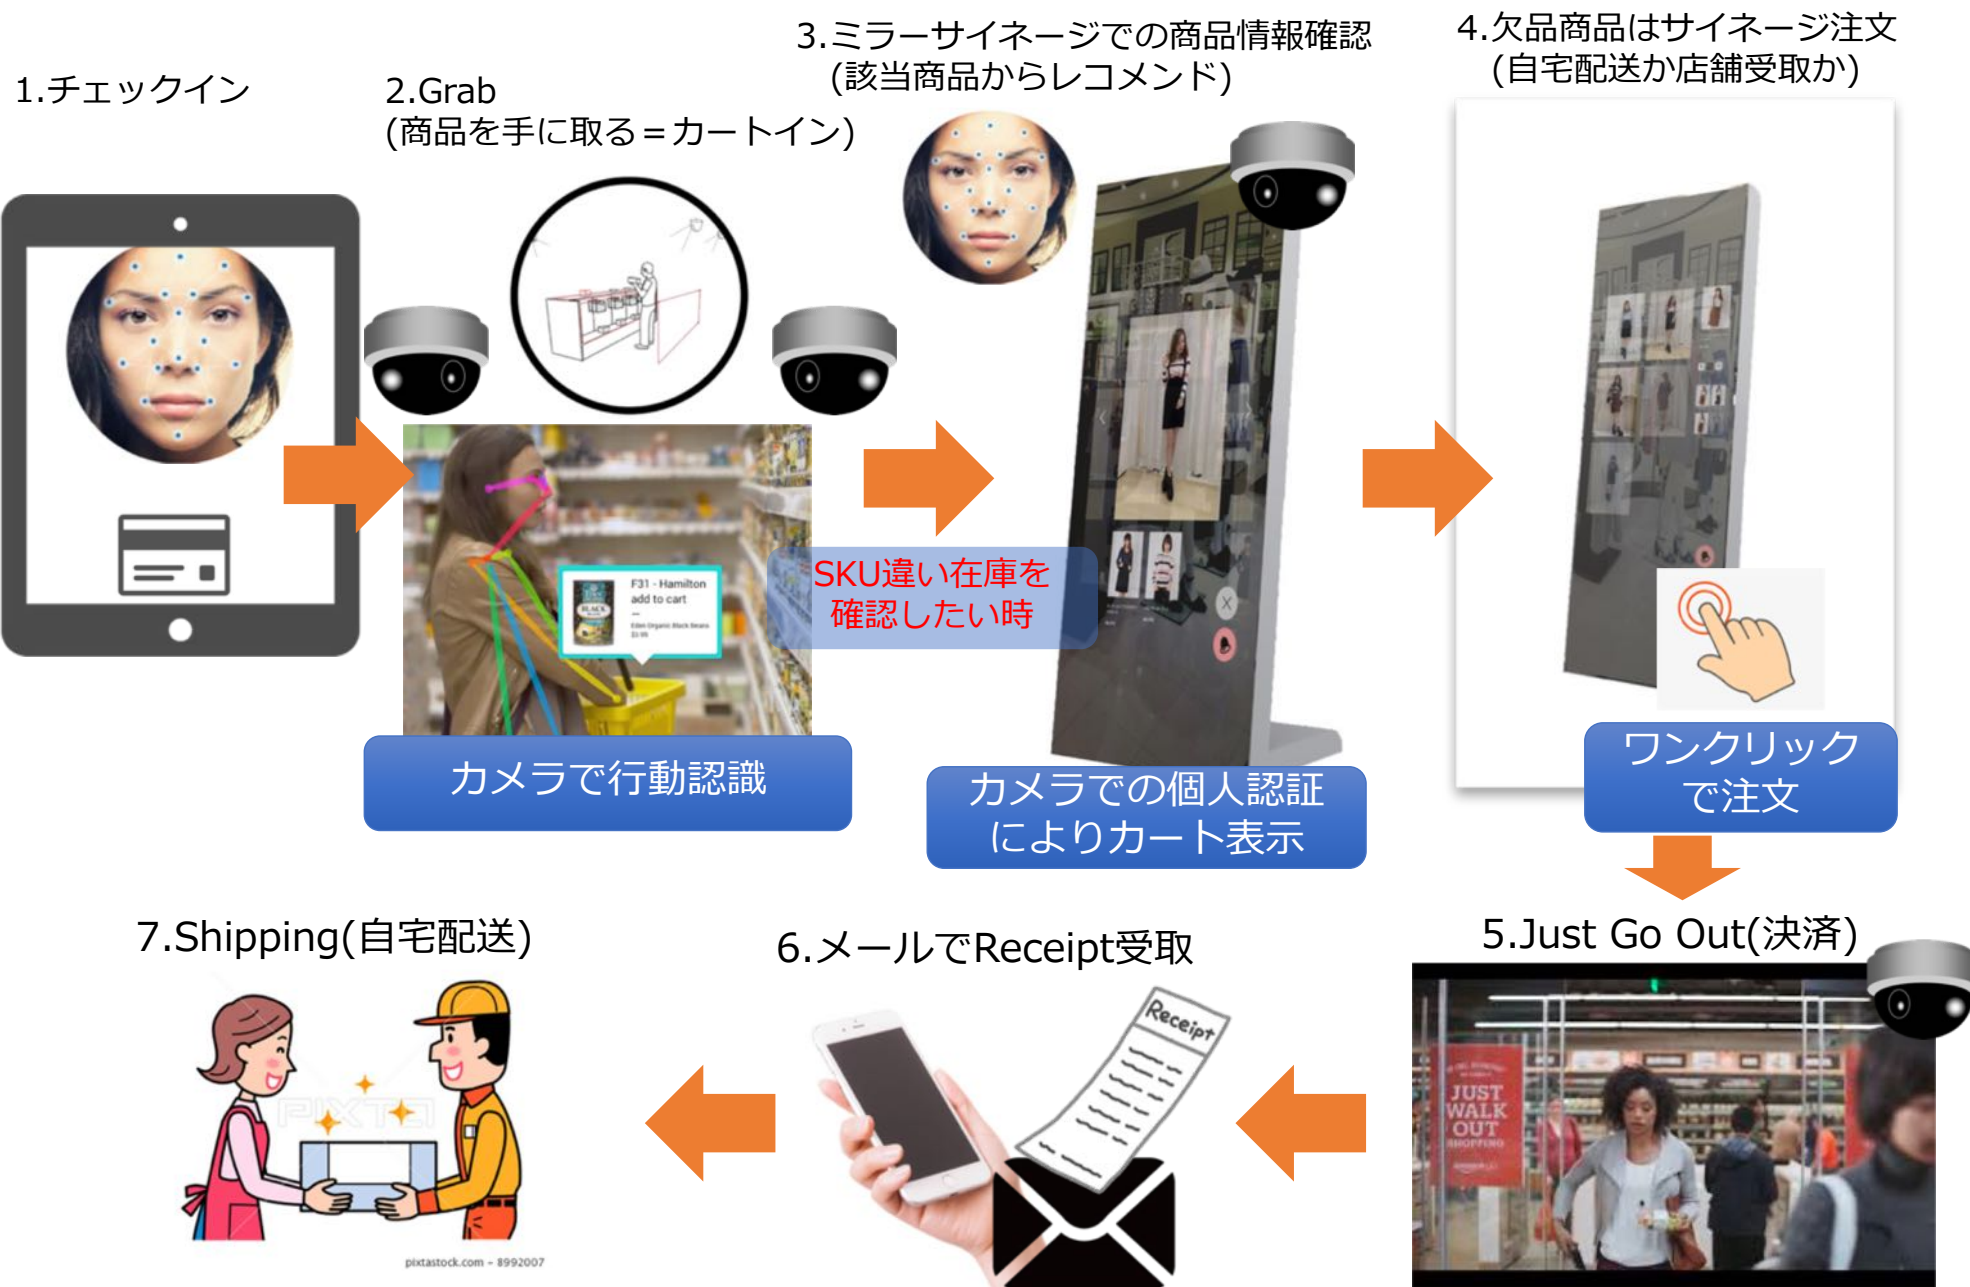 1.チェックイン
2.Grab
(商品を手に取る＝カートイン)
3.ミラーサイネージでの商品情報確認
(該当商品からレコメンド)
4.欠品商品はサイネージ注文
(自宅配送か店舗受取か)
F31 - Hamilton
add to cart
Eden Organic Black Beans
BLACK
SKU違い在庫を
確認したい時
X
カメラで行動認識
カメラでの個人認証
によりカート表示
ワンクリック
で注文
7.Shipping(自宅配送)
6.メールでReceipt受取
5.Just Go Out(決済)
Receipt
JUST
WALK
OUT
SHOPPING
PIXTA
pixtastock.com - 8992007